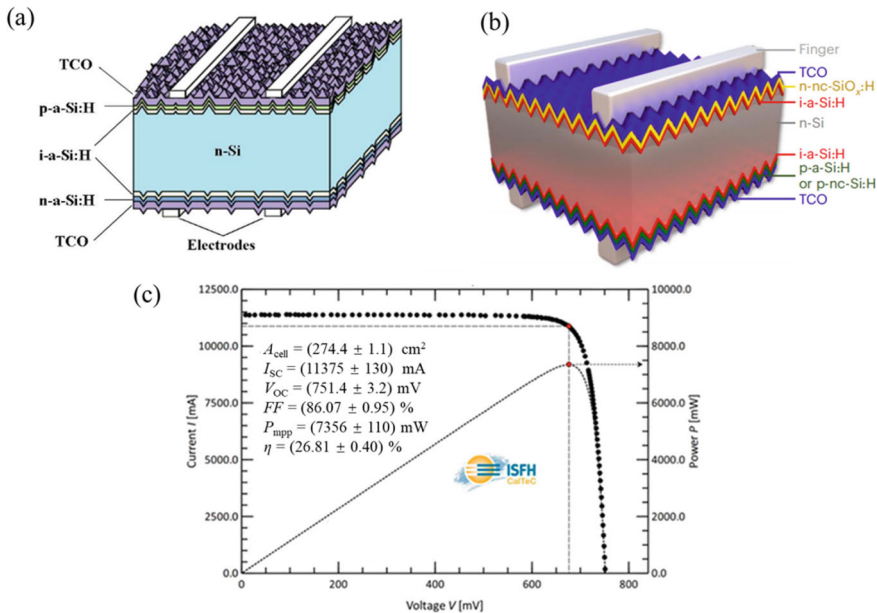 (a)
TCO
p-a-Si:H
i-a-Si:H
n-a-Si:H
TCO
n-Si
Electrodes
(b)
Finger
TCO
n-nc-SiOx:H
i-a-Si:H
n-Si
i-a-Si:H
p-a-Si:H
or p-nc-Si:H
TCO
(c)
12500.0
10000.0
7500.0
5000.0
2500.0
0.0
Current I [mA]
Acell = (274.4 ± 1.1) cm²
ISC = (11375 ± 130) mA
VOC = (751.4 ± 3.2) mV
FF = (86.07 ± 0.95) %
Pmpp = (7356 ± 110) mW
η = (26.81 ± 0.40) %
ISFH
CalTeC
10000.0
8000.0
6000.0
4000.0
2000.0
0.0
Power P [mW]
0
200
400
600
800
Voltage V [mV]